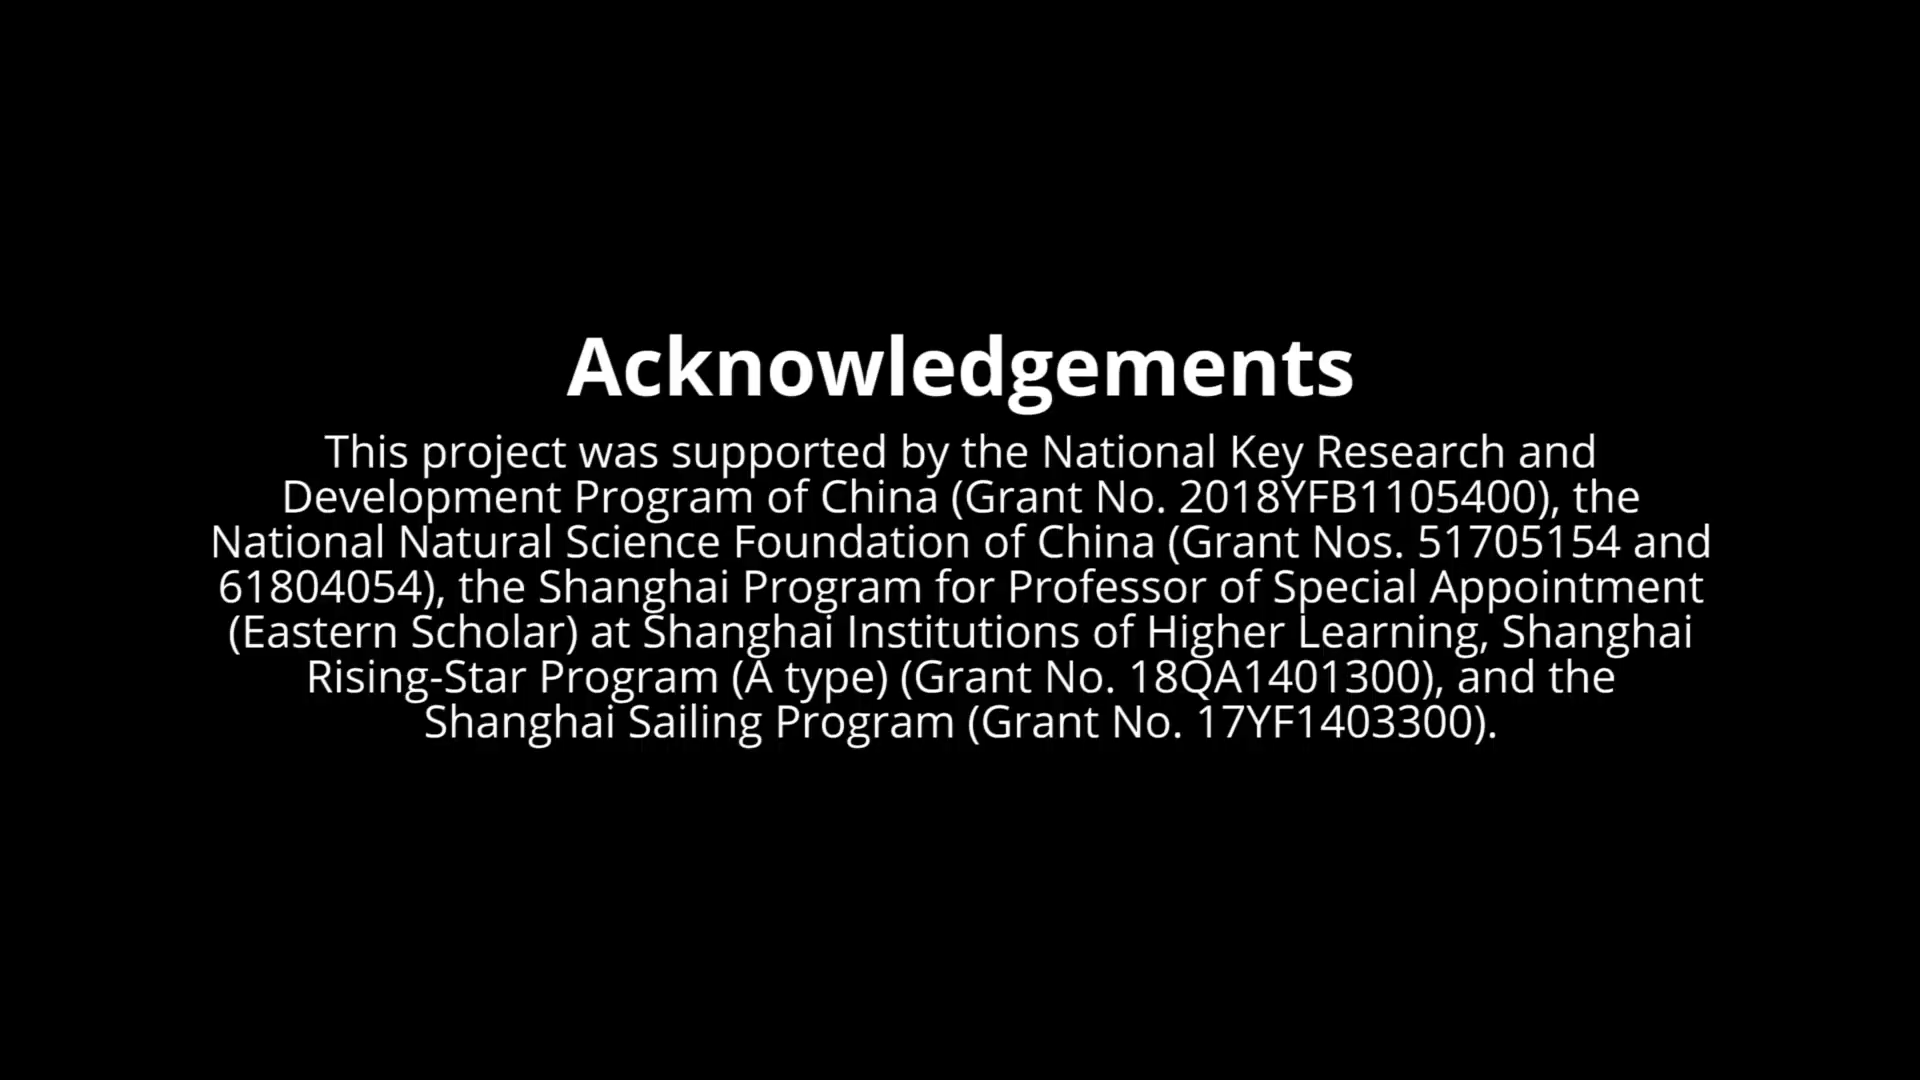 Acknowledgements
This project was supported by the National Key Research and
Development Program of China (Grant No. 2018YFB1105400), the
National Natural Science Foundation of China (Grant Nos. 51705154 and
61804054), the Shanghai Program for Professor of Special Appointment
(Eastern Scholar) at Shanghai Institutions of Higher Learning, Shanghai
Rising-Star Program (A type) (Grant No. 18QA1401300), and the
Shanghai Sailing Program (Grant No. 17YF1403300).